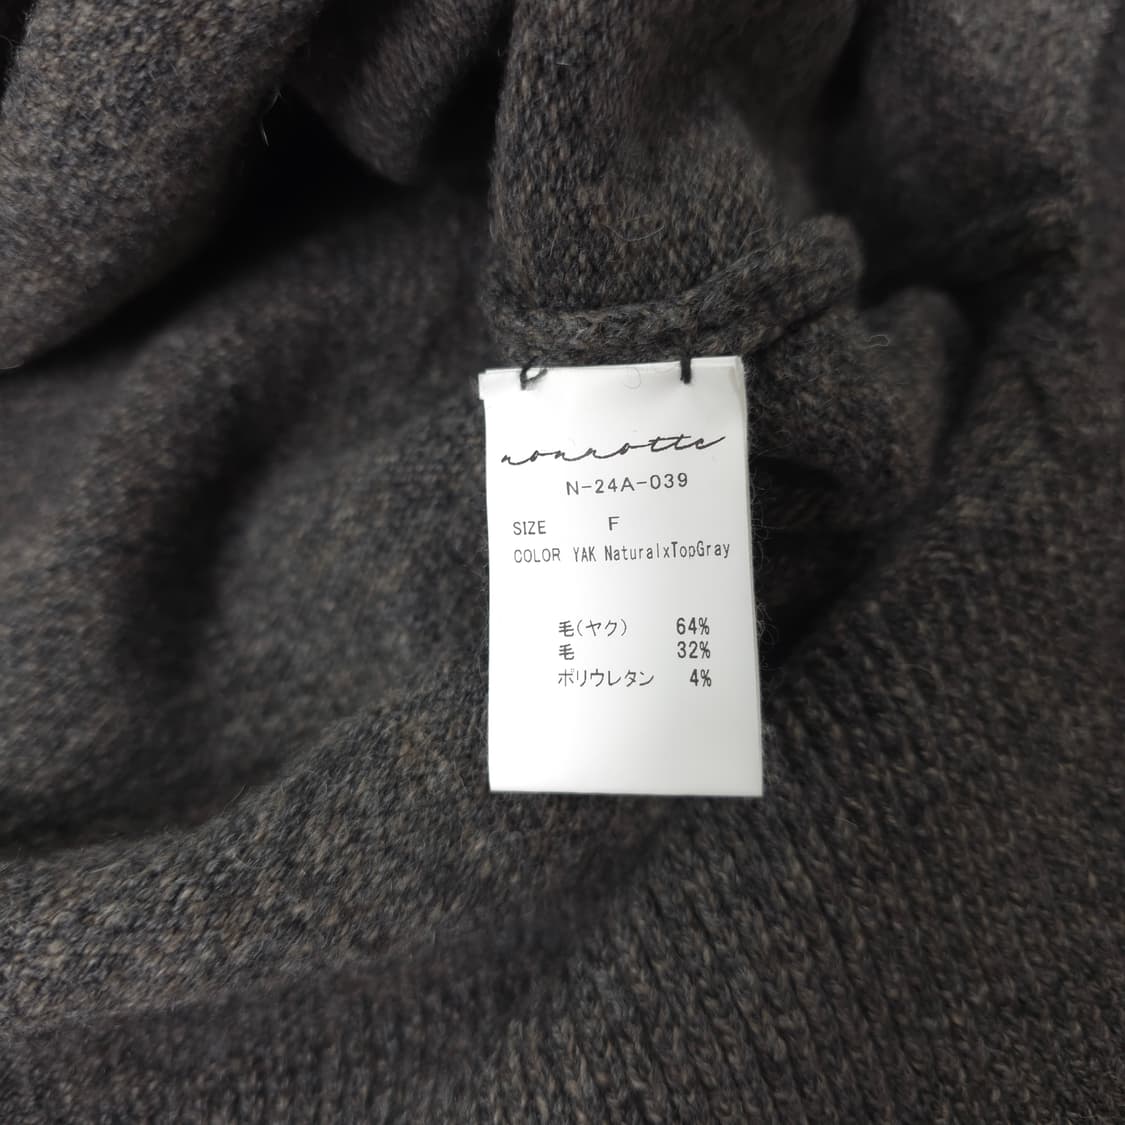 nonnotte
N-24A-039
SIZE F
COLOR YAK NaturalxTopGray
毛(ヤク) 64%
毛 32%
ポリウレタン 4%